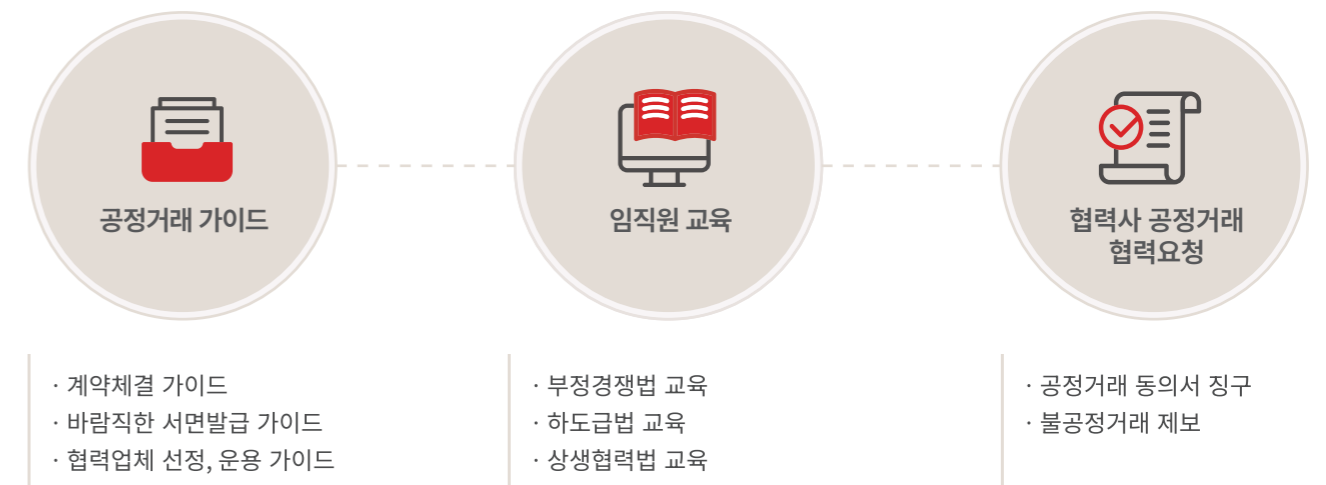 공정거래 가이드
임직원 교육
협력사 공정거래
협력요청
· 계약체결 가이드
· 바람직한 서면발급 가이드
· 협력업체 선정, 운용 가이드
· 부정경쟁법 교육
· 하도급법 교육
· 상생협력법 교육
· 공정거래 동의서 징구
· 불공정거래 제보